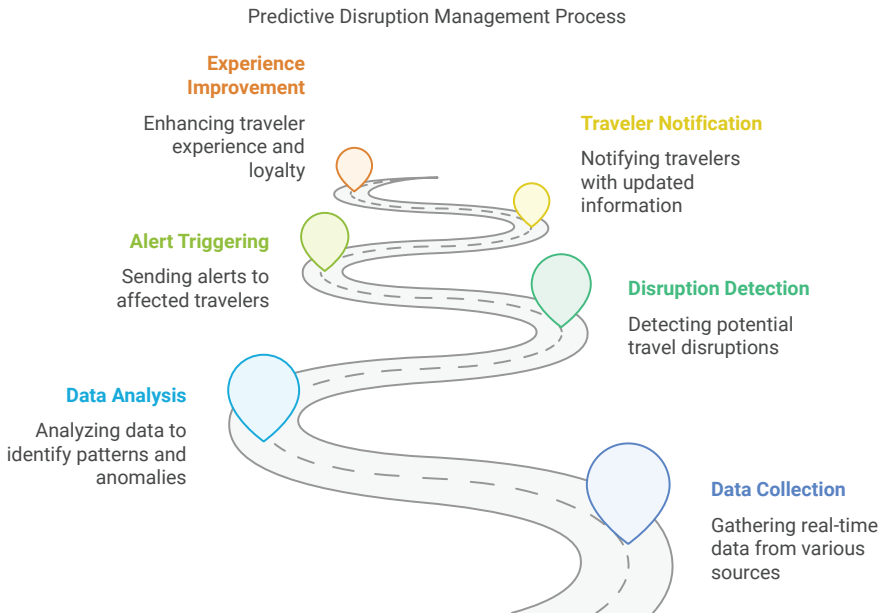 Predictive Disruption Management Process
Experience
Improvement
Enhancing traveler
experience and
loyalty
Traveler Notification
Notifying travelers
with updated
information
Alert Triggering
Sending alerts to
affected travelers
Disruption Detection
Detecting potential
travel disruptions
Data Analysis
Analyzing data to
identify patterns and
anomalies
Data Collection
Gathering real-time
data from various
sources